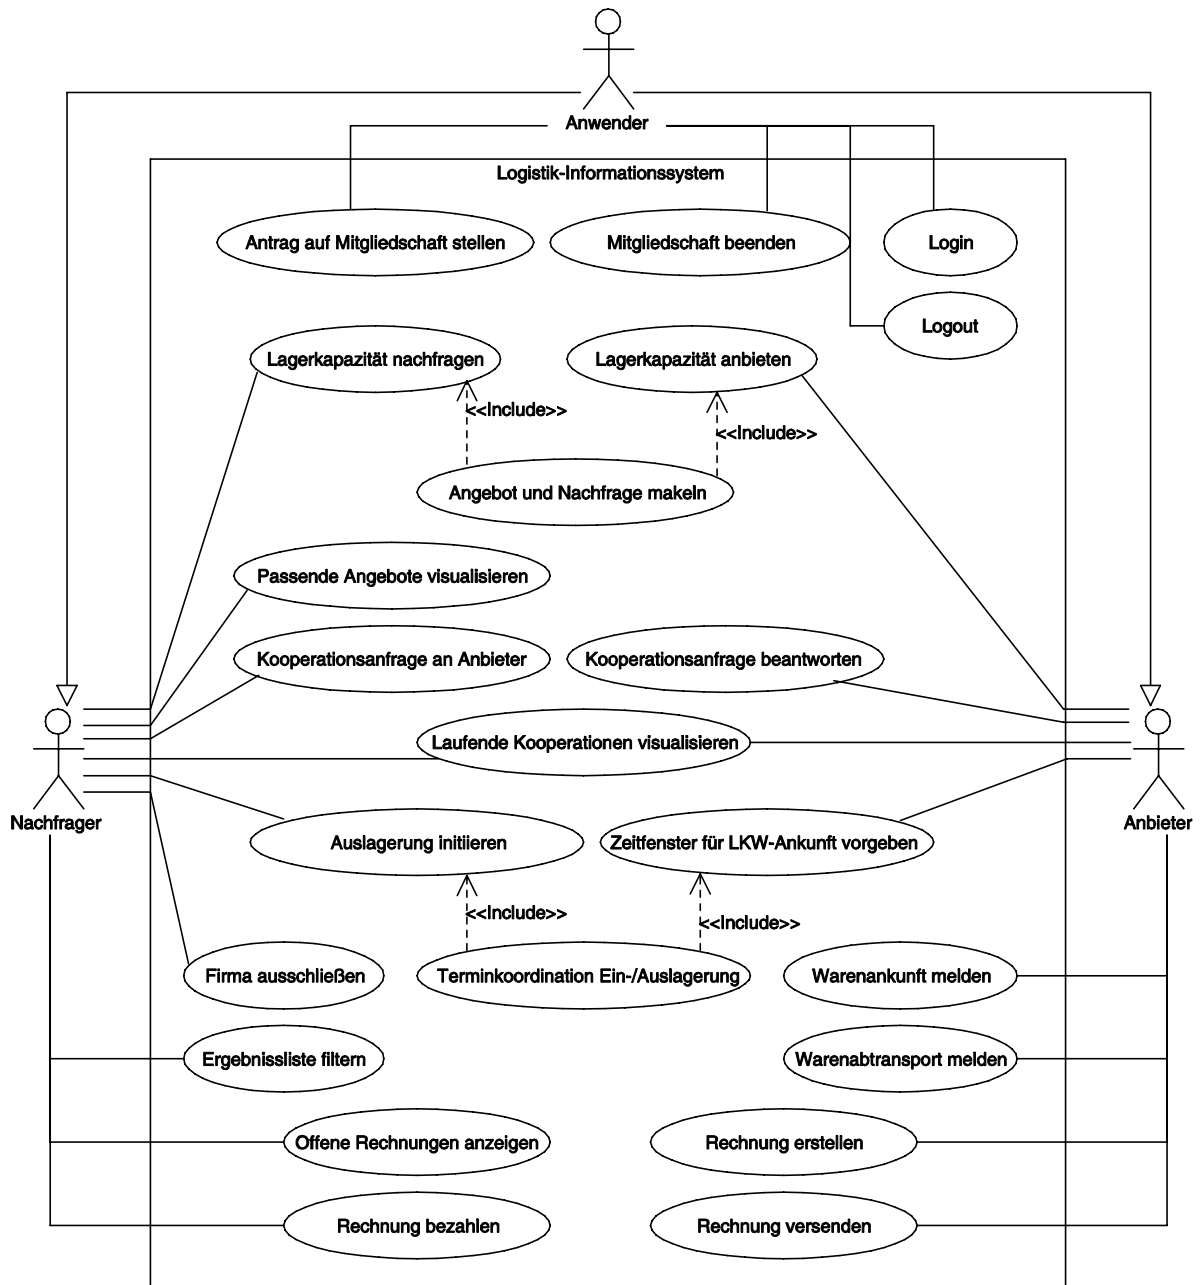 Anwender
Logistik-Informationssystem
Antrag auf Mitgliedschaft stellen
Mitgliedschaft beenden
Login
Logout
Lagerkapazität nachfragen
Lagerkapazität anbieten
<<Include>>
<<Include>>
Angebot und Nachfrage makeln
Passende Angebote visualisieren
Kooperationsanfrage an Anbieter
Kooperationsanfrage beantworten
Laufende Kooperationen visualisieren
Nachfrager
Anbieter
Auslagerung initiieren
Zeitfenster für LKW-Ankunft vorgeben
<<Include>>
<<Include>>
Firma ausschließen
Terminkoordination Ein-/Auslagerung
Warenankunft melden
Ergebnissliste filtern
Warenabtransport melden
Offene Rechnungen anzeigen
Rechnung erstellen
Rechnung bezahlen
Rechnung versenden